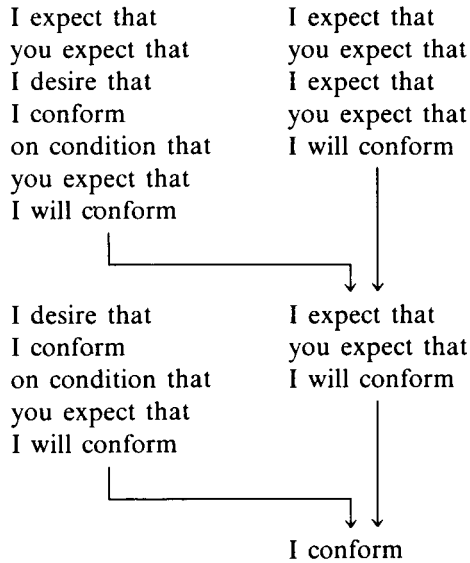 I expect that
you expect that
I desire that
I conform
on condition that
you expect that
I will conform
I expect that
you expect that
I expect that
you expect that
I will conform
I desire that
I conform
on condition that
you expect that
I will conform
I expect that
you expect that
I will conform
I conform